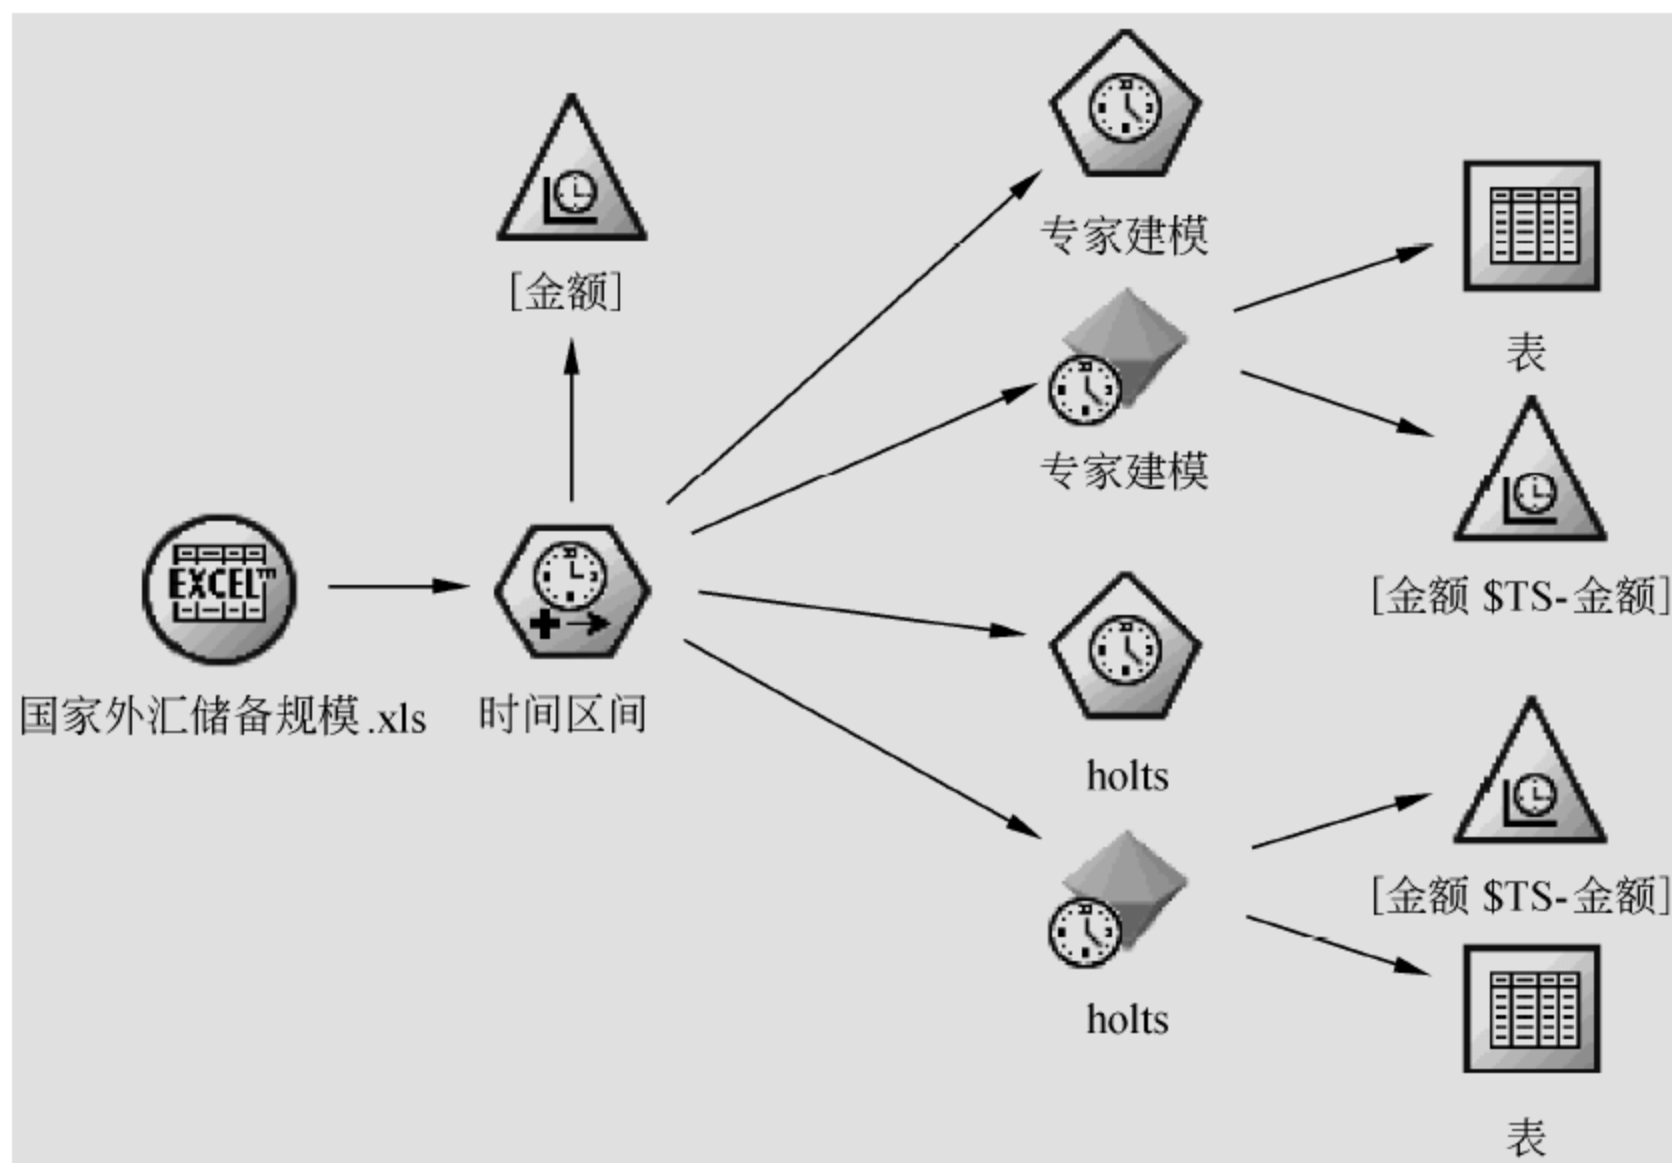 专家建模
[金额]
表
专家建模
EXCEL™
[金额 $TS-金额]
国家外汇储备规模.xls
时间区间
holts
[金额 $TS-金额]
holts
表